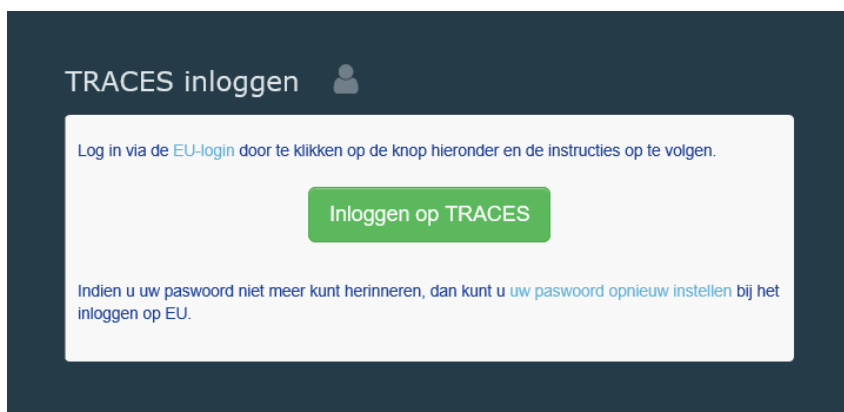 TRACES inloggen
Log in via de EU-login door te klikken op de knop hieronder en de instructies op te volgen.
Inloggen op TRACES
Indien u uw paswoord niet meer kunt herinneren, dan kunt u uw paswoord opnieuw instellen bij het
inloggen op EU.